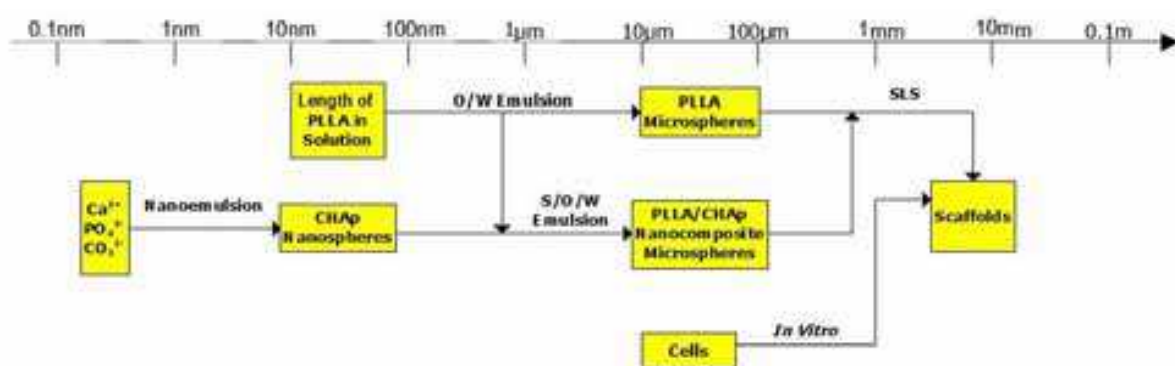 0.1nm 1nm 10nm 100nm 1µm 10µm 100µm 1mm 10mm 0.1m
Length of
PLLA in
Solution
O/W Emulsion
PLLA
Microspheres
SLS
Ca²⁺
PO₄³⁻
CO₃²⁻
Nanoemulsion
CHAp
Nanospheres
S/O/W
Emulsion
PLLA/CHAp
Nanocomposite
Microspheres
Scaffolds
In Vitro
Cells